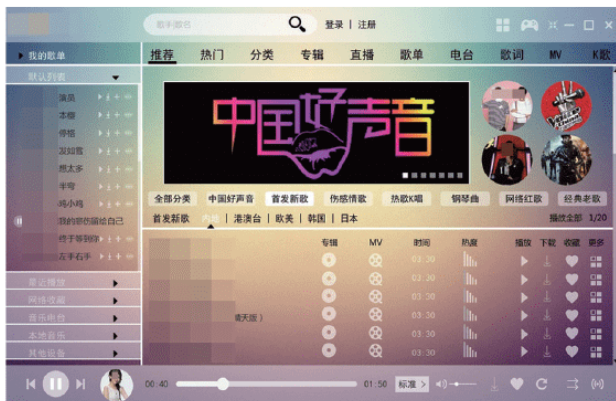 歌手/歌名
登录 | 注册
我的歌单
推荐 热门 分类 专辑 直播 歌单 电台 歌词 MV K歌
默认列表
演员
本棚
停格
发如雪
想太多
半穹
鸡小鸡
我的悲伤留给自己
终于等到你
左手右手
最近播放
网络收藏
音乐电台
本地音乐
其他设备
中国好声音
全部分类 中国好声音 首发新歌 伤感情歌 热歌K唱 钢琴曲 网络红歌 经典老歌
首发新歌 内地 | 港澳台 | 欧美 | 韩国 | 日本 播放全部 1/20
专辑 MV 时间 热度 播放 下载 收藏 更多
03:30
03:30
03:30
晴天版）
03:30
03:30
03:30
00:40 01:50 标准 >